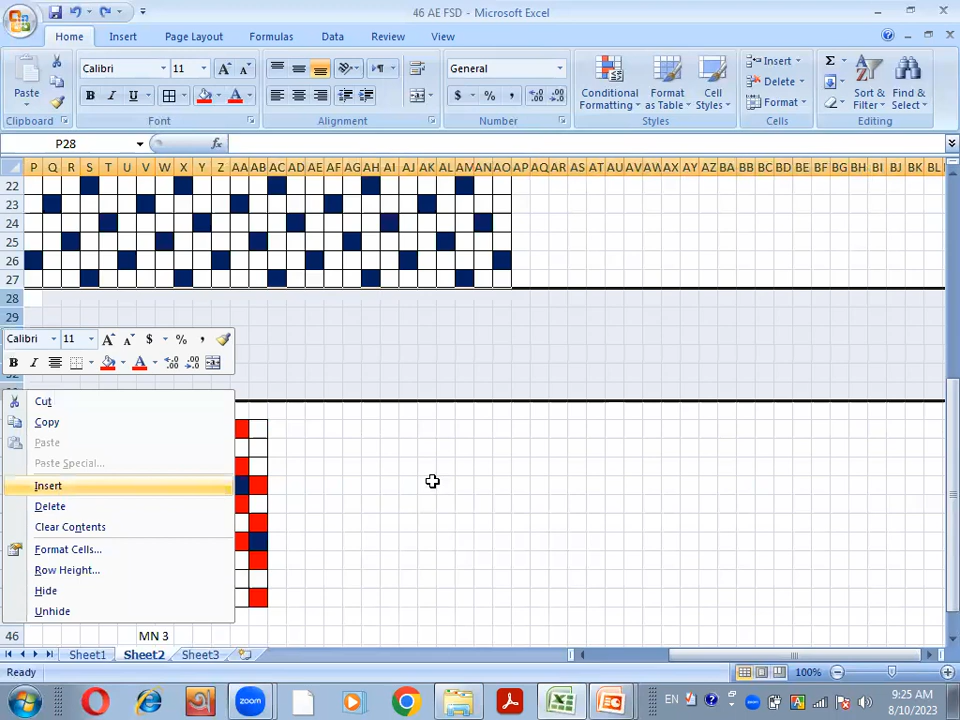 46 AE FSD - Microsoft Excel
Home Insert Page Layout Formulas Data Review View
Calibri 11 General Insert
Paste B I U A $ % , Conditional Formatting Format as Table Cell Styles Delete Format Sort & Filter Find & Select
Clipboard Font Alignment Number Styles Cells Editing
P28 fx
P Q R S T U V W X Y Z AA AB AC AD AE AF AG AH AI AJ AK AL AM AN AO AP AQ AR AS AT AU AV AW AX AY AZ BA BB BC BD BE BF BG BH BI BJ BK BL
22
23
24
25
26
27
28
29
Calibri 11 A A $ % ,
B I A
Cut
Copy
Paste
Paste Special...
Insert
Delete
Clear Contents
Format Cells...
Row Height...
Hide
Unhide
46 MN 3
Sheet1 Sheet2 Sheet3
Ready 100%
zoom EN 9:25 AM
8/10/2023